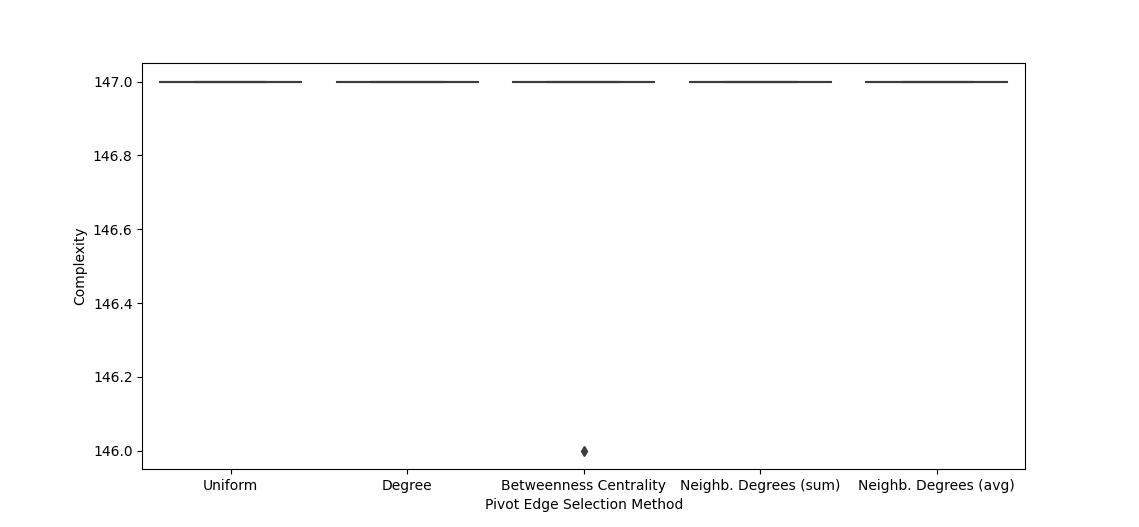 147.0
146.8
146.6
146.4
146.2
146.0
Complexity
Uniform
Degree
Betweenness Centrality
Neighb. Degrees (sum)
Neighb. Degrees (avg)
Pivot Edge Selection Method